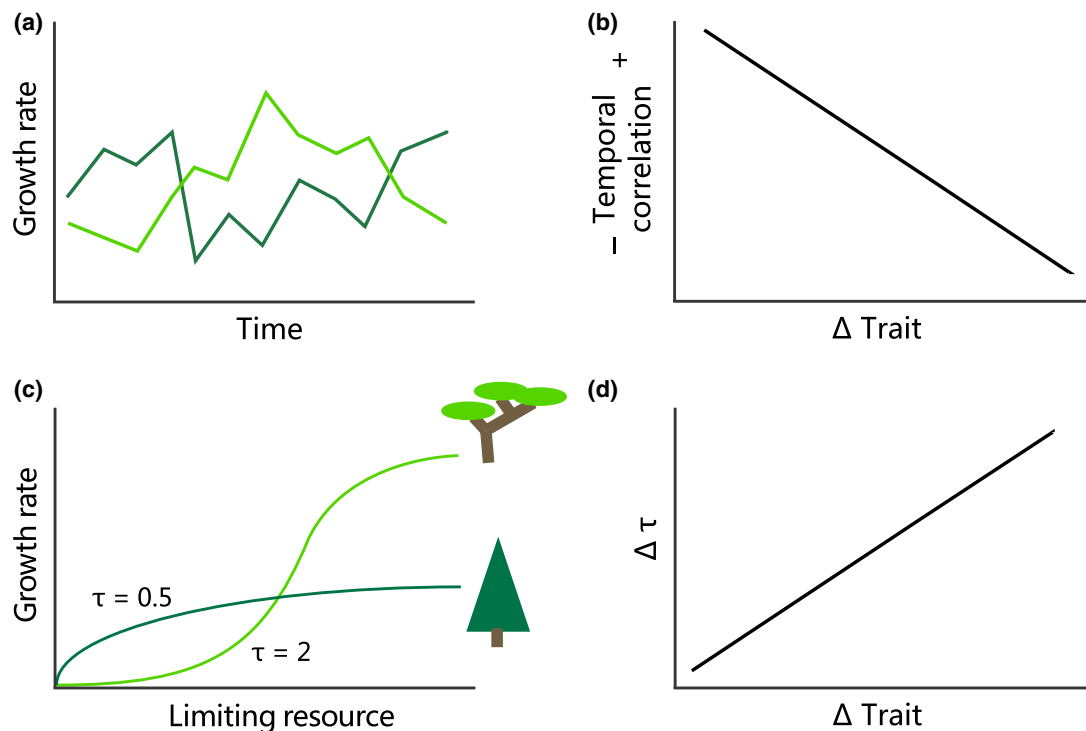 (a)
Growth rate
Time
(b)
− Temporal +
correlation
Δ Trait
(c)
Growth rate
τ = 0.5
τ = 2
Limiting resource
(d)
Δ τ
Δ Trait